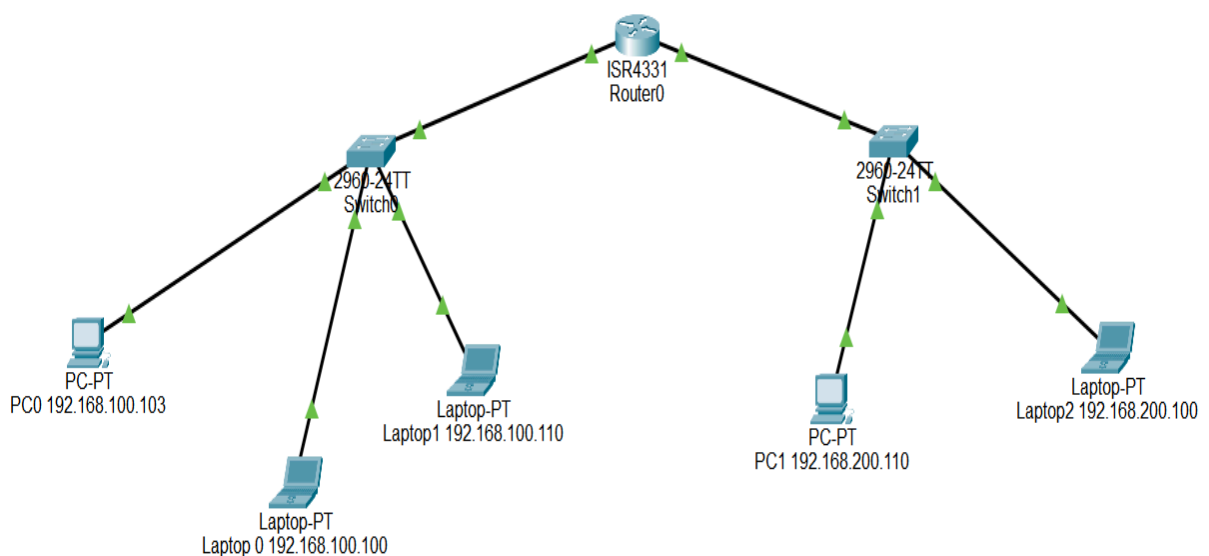 ISR4331
Router0
2960-24TT
Switch0
2960-24TT
Switch1
PC-PT
PC0 192.168.100.103
Laptop-PT
Laptop1 192.168.100.110
Laptop-PT
Laptop 0 192.168.100.100
PC-PT
PC1 192.168.200.110
Laptop-PT
Laptop2 192.168.200.100